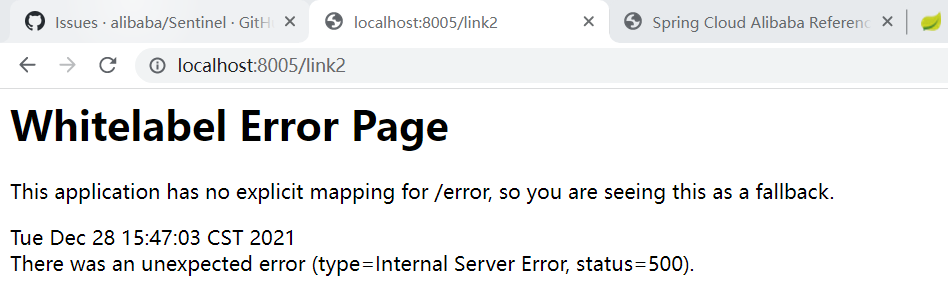 Issues · alibaba/Sentinel · GitH
localhost:8005/link2
Spring Cloud Alibaba Referenc
localhost:8005/link2
Whitelabel Error Page
This application has no explicit mapping for /error, so you are seeing this as a fallback.
Tue Dec 28 15:47:03 CST 2021
There was an unexpected error (type=Internal Server Error, status=500).